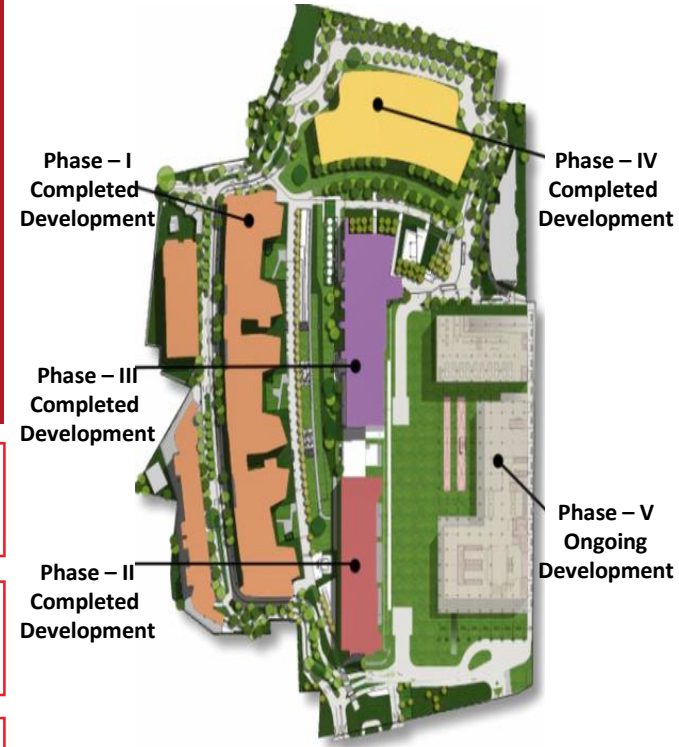 Phase – I
Completed
Development
Phase – IV
Completed
Development
Phase – III
Completed
Development
Phase – V
Ongoing
Development
Phase – II
Completed
Development